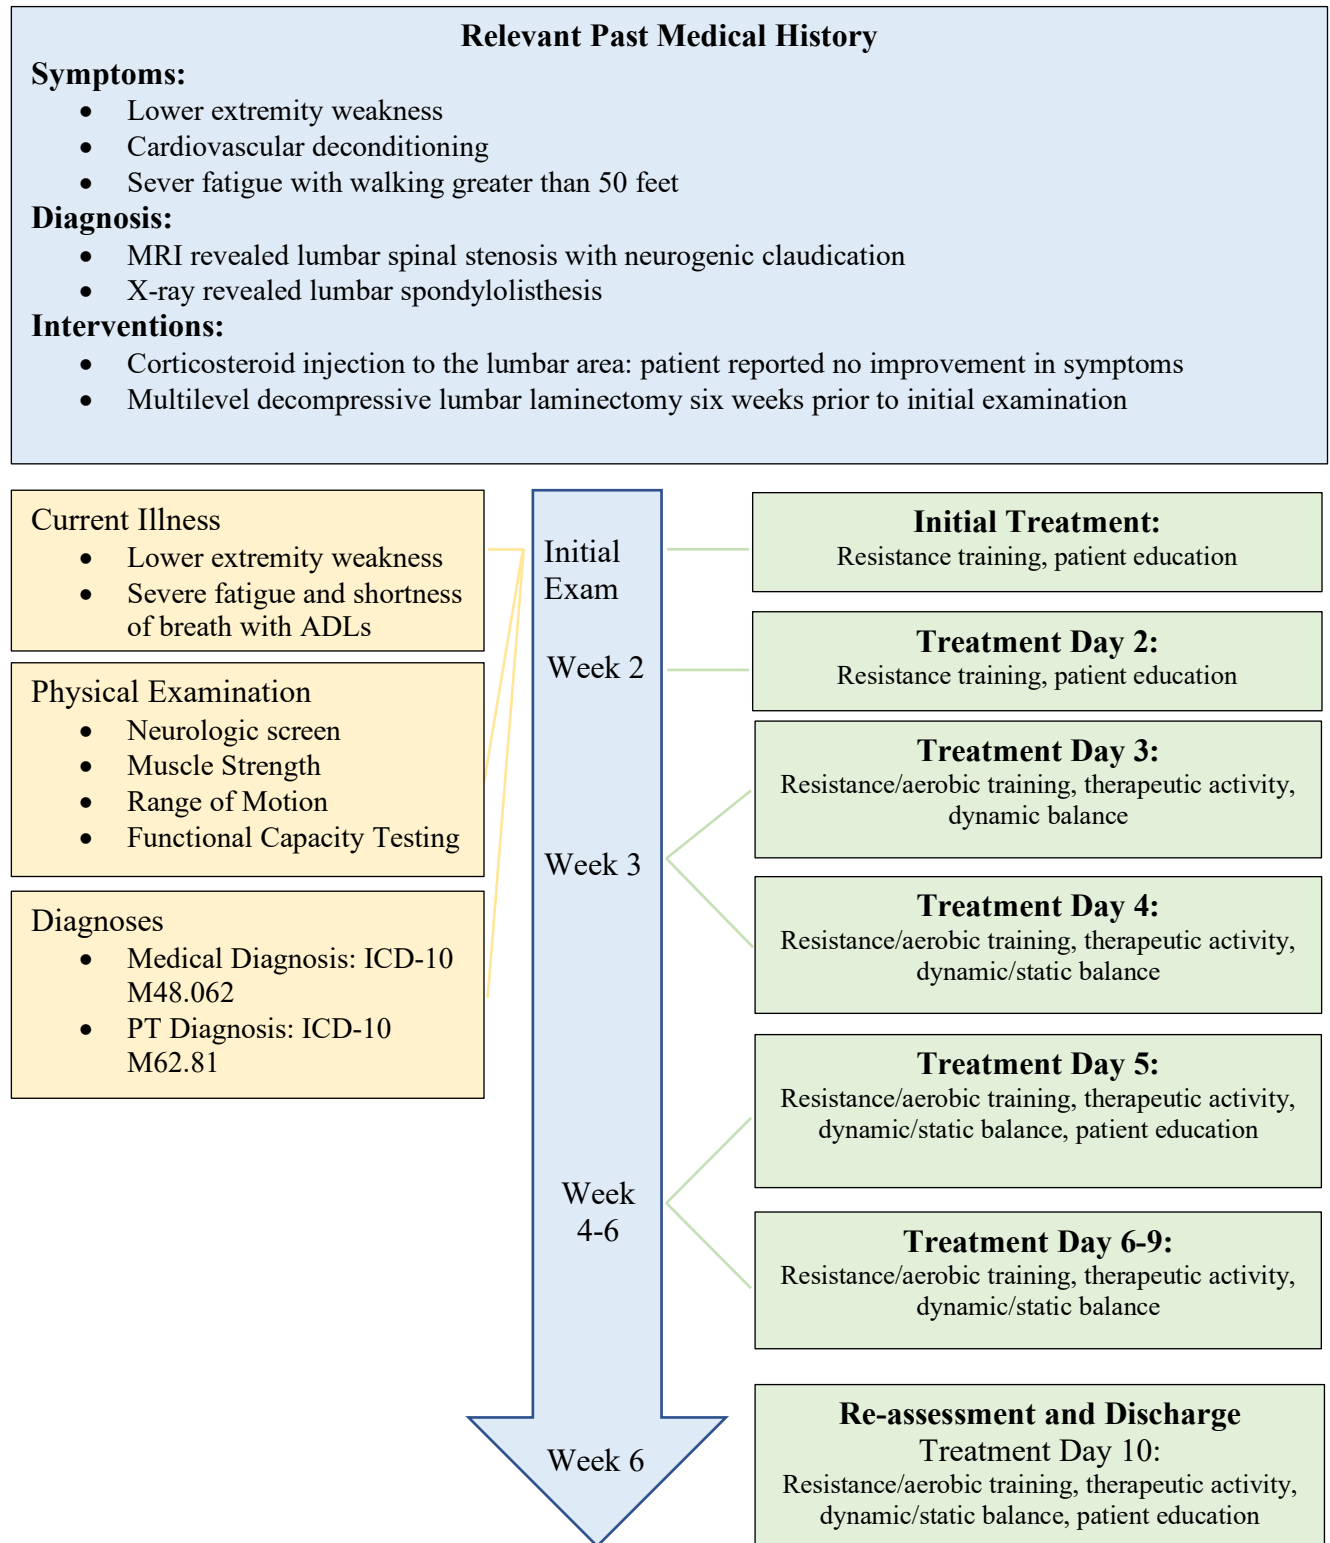 Relevant Past Medical History
Symptoms:
• Lower extremity weakness
• Cardiovascular deconditioning
• Sever fatigue with walking greater than 50 feet
Diagnosis:
• MRI revealed lumbar spinal stenosis with neurogenic claudication
• X-ray revealed lumbar spondylolisthesis
Interventions:
• Corticosteroid injection to the lumbar area: patient reported no improvement in symptoms
• Multilevel decompressive lumbar laminectomy six weeks prior to initial examination
Current Illness
• Lower extremity weakness
• Severe fatigue and shortness
of breath with ADLs
Physical Examination
• Neurologic screen
• Muscle Strength
• Range of Motion
• Functional Capacity Testing
Diagnoses
• Medical Diagnosis: ICD-10
M48.062
• PT Diagnosis: ICD-10
M62.81
Initial
Exam
Week 2
Week 3
Week
4-6
Week 6
Initial Treatment:
Resistance training, patient education
Treatment Day 2:
Resistance training, patient education
Treatment Day 3:
Resistance/aerobic training, therapeutic activity,
dynamic balance
Treatment Day 4:
Resistance/aerobic training, therapeutic activity,
dynamic/static balance
Treatment Day 5:
Resistance/aerobic training, therapeutic activity,
dynamic/static balance, patient education
Treatment Day 6-9:
Resistance/aerobic training, therapeutic activity,
dynamic/static balance
Re-assessment and Discharge
Treatment Day 10:
Resistance/aerobic training, therapeutic activity,
dynamic/static balance, patient education